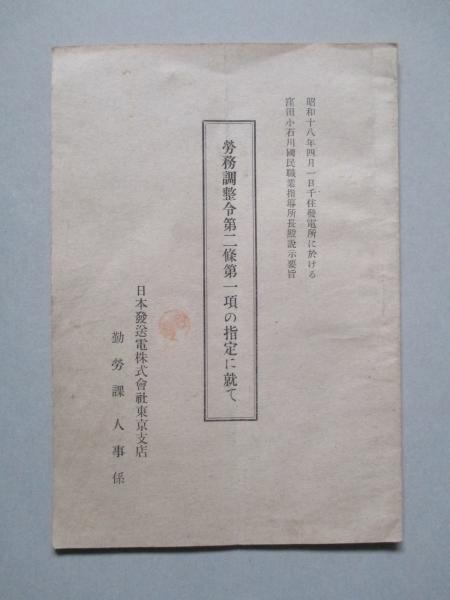 昭和十八年四月一日千住發電所に於ける
窪田小石川國民職業指導所長殿說示要旨
勞務調整令第二條第一項の指定に就て
日本發送電株式會社東京支店
勤勞課人事係